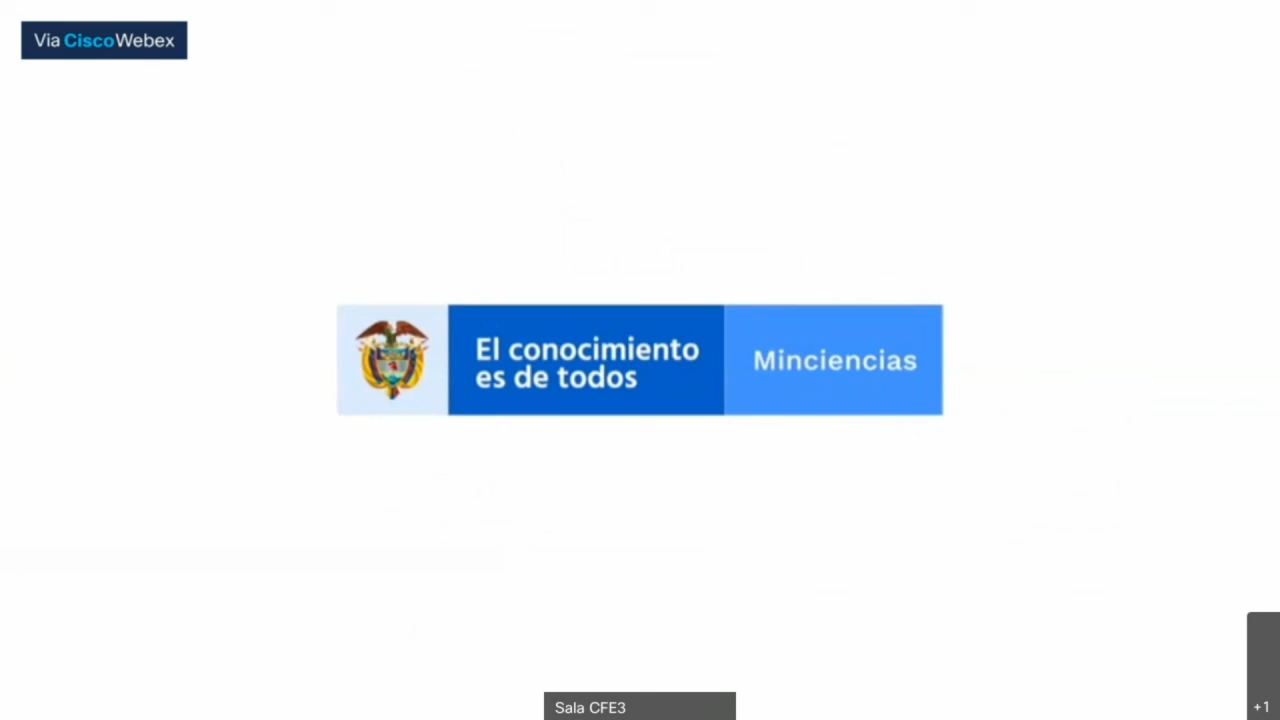 Via CiscoWebex
El conocimiento
es de todos
Minciencias
Sala CFE3
+1